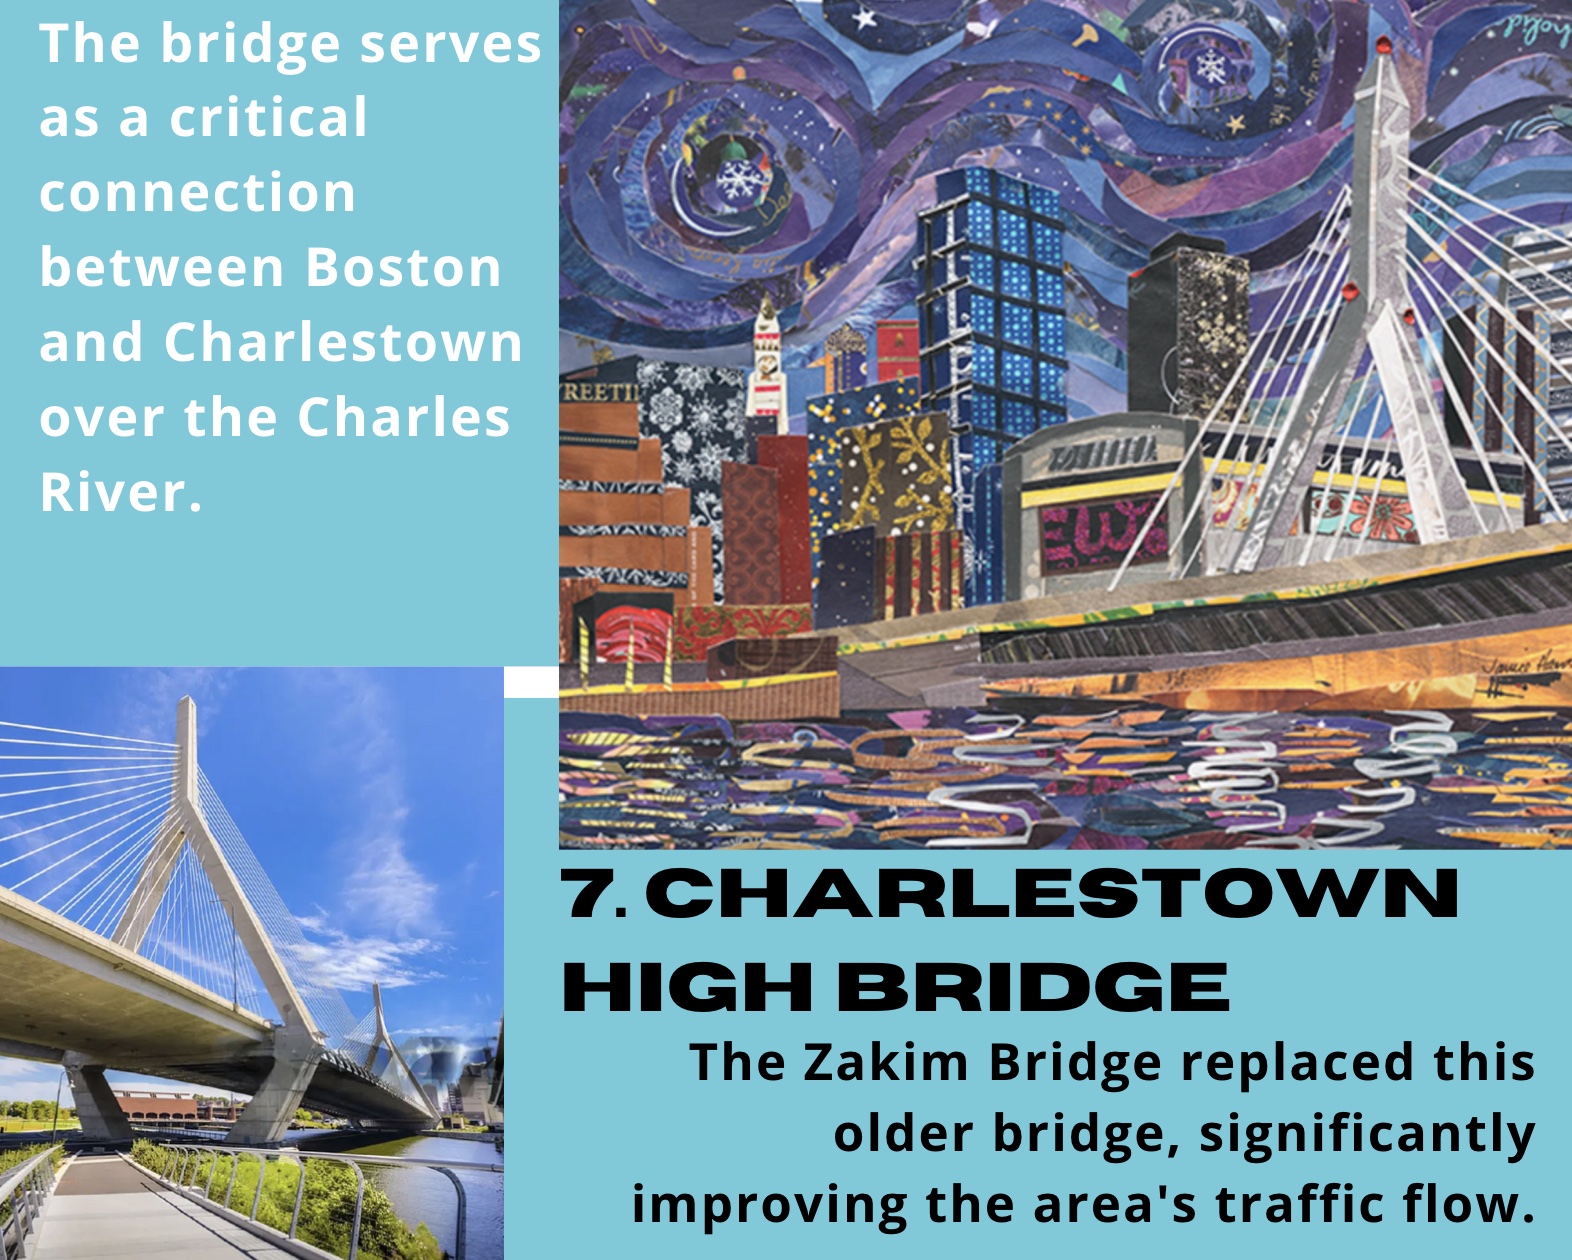 The bridge serves
as a critical
connection
between Boston
and Charlestown
over the Charles
River.
7. CHARLESTOWN
HIGH BRIDGE
The Zakim Bridge replaced this
older bridge, significantly
improving the area's traffic flow.